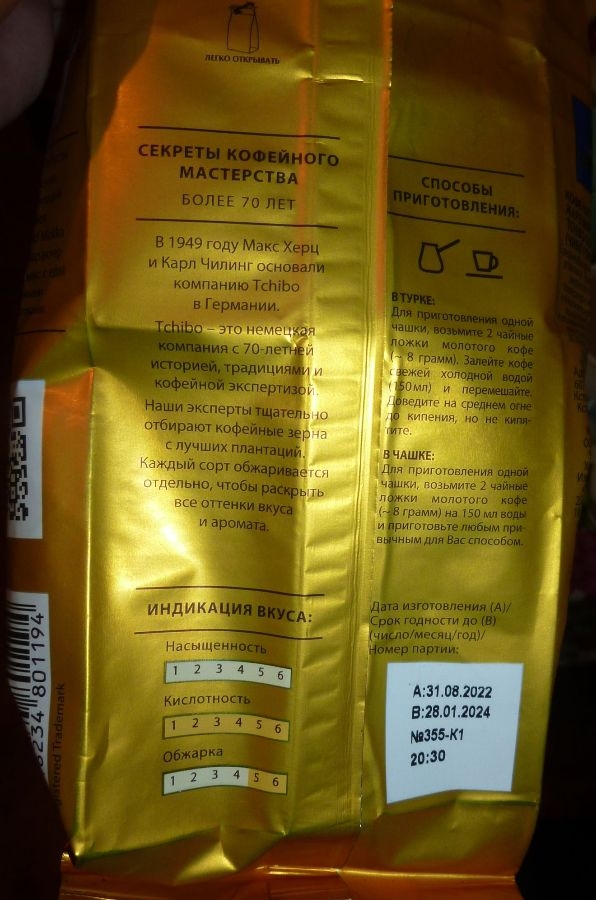 ЛЕГКО ОТКРЫВАТЬ
СЕКРЕТЫ КОФЕЙНОГО
МАСТЕРСТВА
БОЛЕЕ 70 ЛЕТ
В 1949 году Макс Херц
и Карл Чилинг основали
компанию Tchibo
в Германии.
Tchibo – это немецкая
компания с 70-летней
историей, традициями и
кофейной экспертизой.
Наши эксперты тщательно
отбирают кофейные зерна
с лучших плантаций.
Каждый сорт обжаривается
отдельно, чтобы раскрыть
все оттенки вкуса
и аромата.
ИНДИКАЦИЯ ВКУСА:
Насыщенность
1 2 3 4 5 6
Кислотность
1 2 3 4 5 6
Обжарка
1 2 3 4 5 6
СПОСОБЫ
ПРИГОТОВЛЕНИЯ:
В ТУРКЕ:
Для приготовления одной
чашки, возьмите 2 чайные
ложки молотого кофе
(~ 8 грамм). Залейте кофе
свежей холодной водой
(150 мл) и перемешайте.
Доведите на среднем огне
до кипения, но не кипя-
тите.
В ЧАШКЕ:
Для приготовления одной
чашки, возьмите 2 чайные
ложки молотого кофе
(~ 8 грамм) на 150 мл воды
и приготовьте любым при-
вычным для Вас способом.
Дата изготовления (A)/
Срок годности до (B)
(число/месяц/год)/
Номер партии:
A:31.08.2022
B:28.01.2024
№355-K1
20:30
6234 801194
Trademark